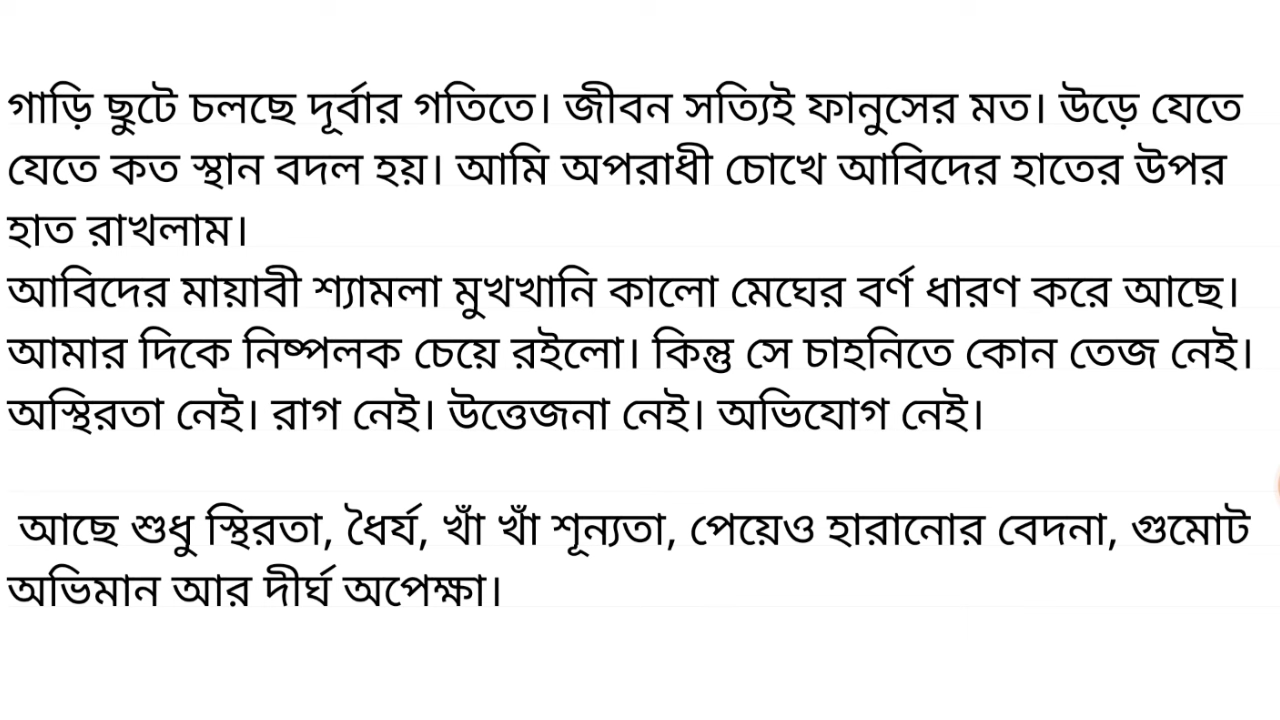 গাড়ি ছুটে চলছে দূর্বার গতিতে। জীবন সত্যিই ফানুসের মত। উড়ে যেতে
যেতে কত স্থান বদল হয়। আমি অপরাধী চোখে আবিদের হাতের উপর
হাত রাখলাম।
আবিদের মায়াবী শ্যামলা মুখখানি কালো মেঘের বর্ণ ধারণ করে আছে।
আমার দিকে নিষ্পলক চেয়ে রইলো। কিন্তু সে চাহনিতে কোন তেজ নেই।
অস্থিরতা নেই। রাগ নেই। উত্তেজনা নেই। অভিযোগ নেই।
আছে শুধু স্থিরতা, ধৈর্য, খাঁ খাঁ শূন্যতা, পেয়েও হারানোর বেদনা, গুমোট
অভিমান আর দীর্ঘ অপেক্ষা।